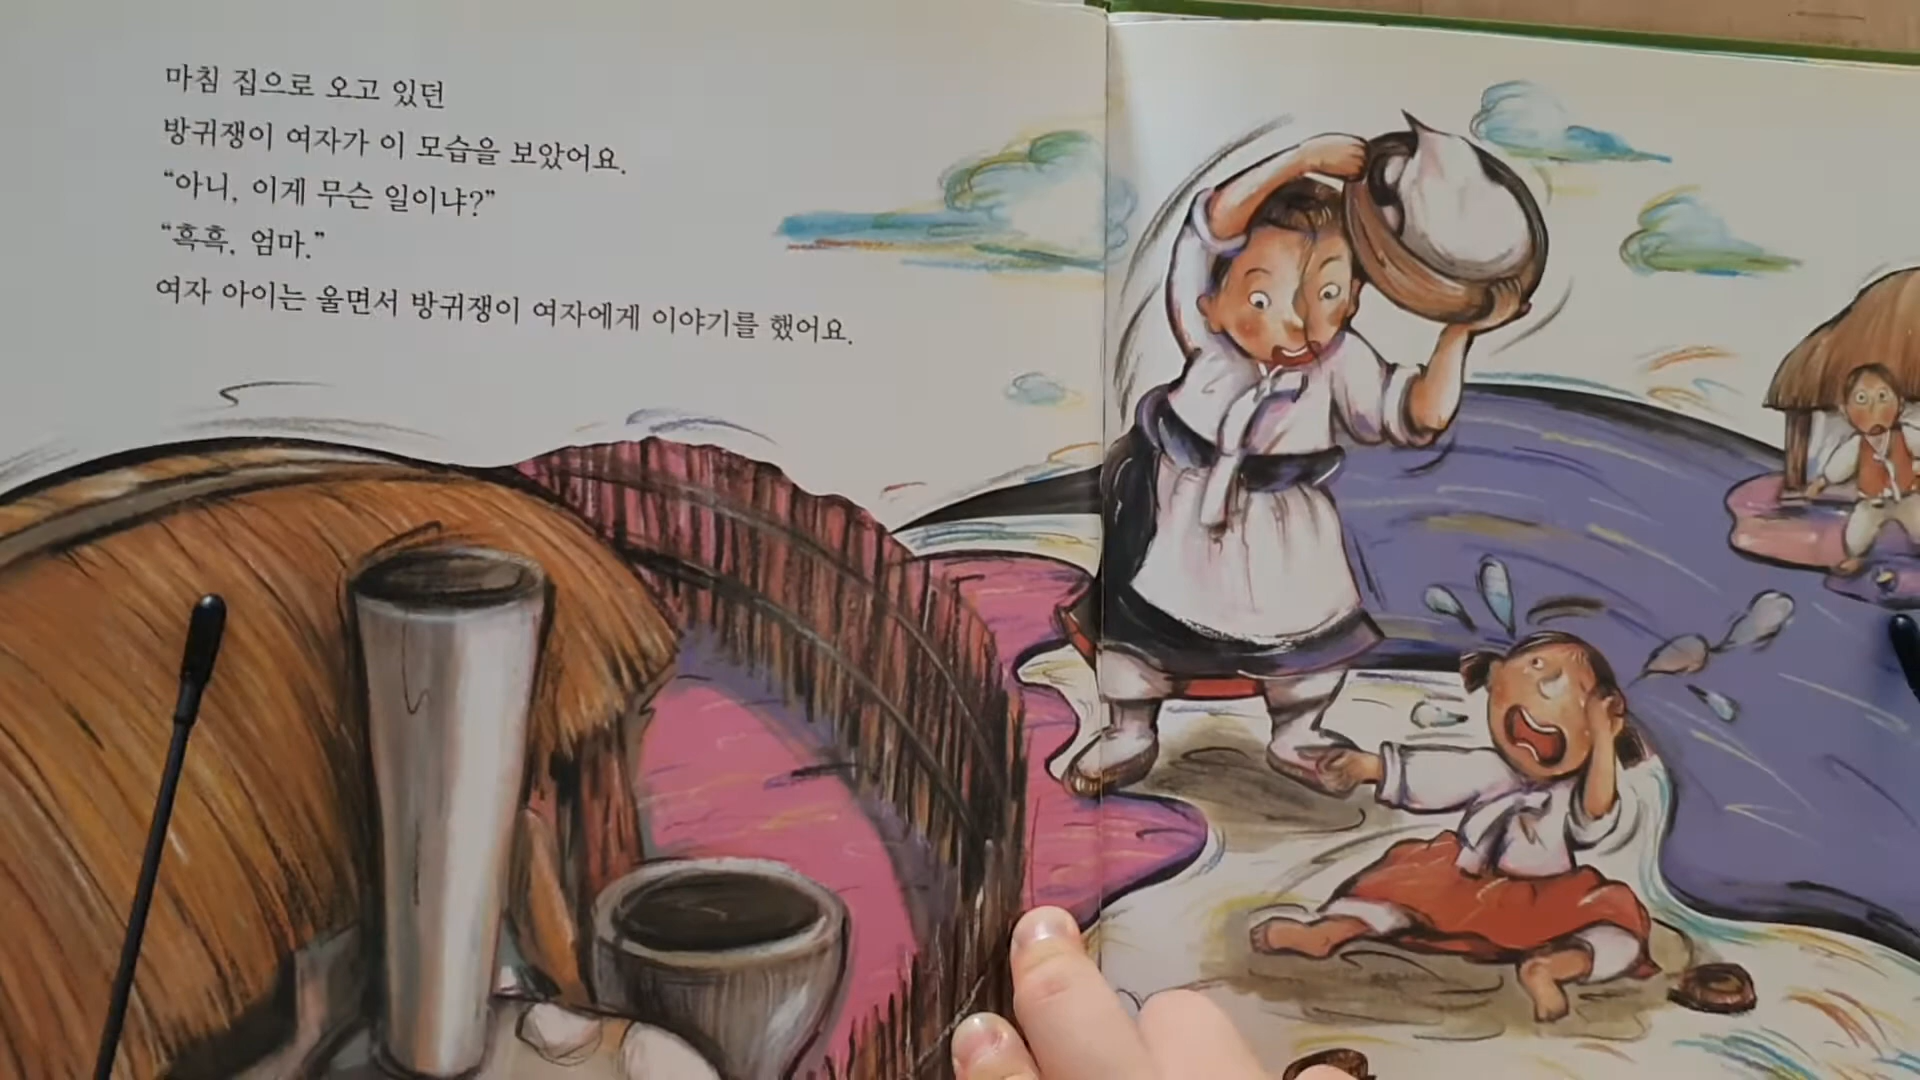 마침 집으로 오고 있던
방귀쟁이 여자가 이 모습을 보았어요.
“아니, 이게 무슨 일이냐?”
“흑흑. 엄마.”
여자 아이는 울면서 방귀쟁이 여자에게 이야기를 했어요.